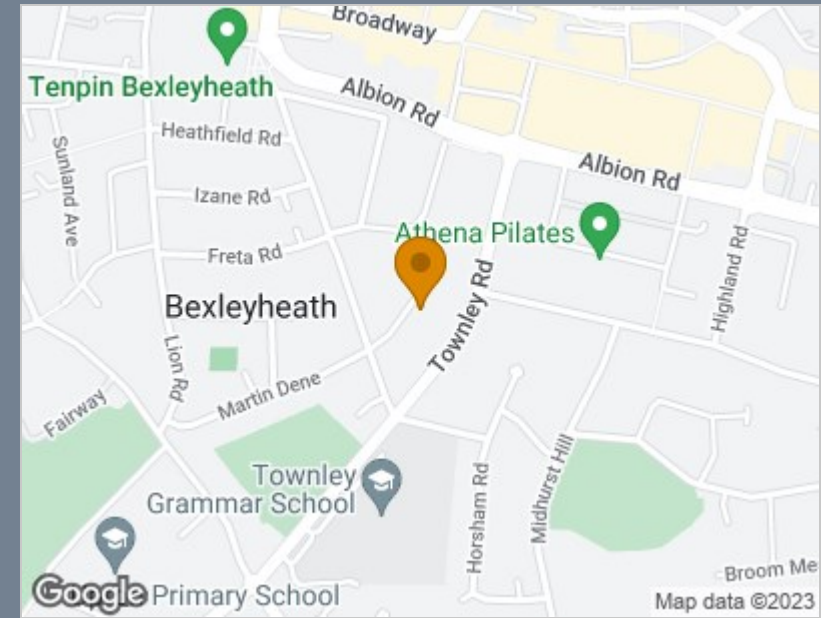 Broadway
Tenpin Bexleyheath
Albion Rd
Heathfield Rd
Albion Rd
Sunland Ave
Izane Rd
Athena Pilates
Freta Rd
Highland Rd
Townley Rd
Bexleyheath
Lion Rd
Martin Dene
Fairway
Townley
Grammar School
Horsham Rd
Midhurst Hill
Broom Me
Google
Primary School
Map data ©2023